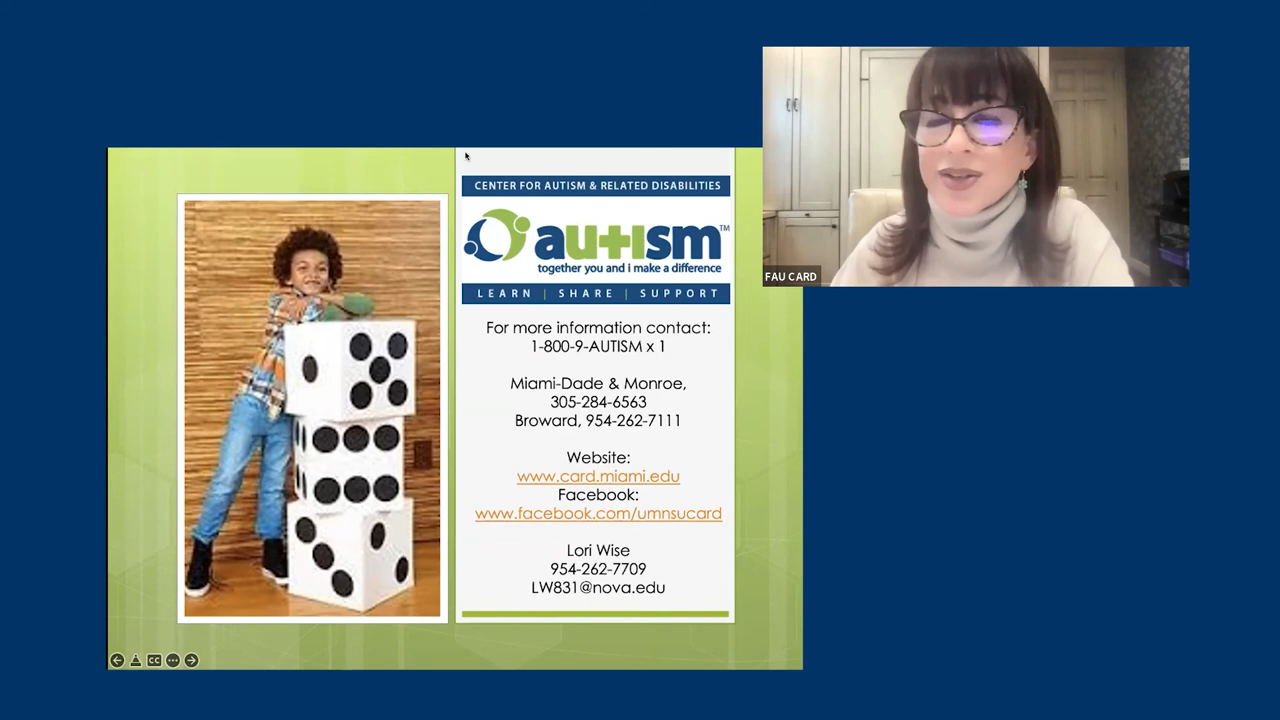 CENTER FOR AUTISM & RELATED DISABILITIES
autism™
together you and i make a difference
LEARN | SHARE | SUPPORT
For more information contact:
1-800-9-AUTISM x 1
Miami-Dade & Monroe,
305-284-6563
Broward, 954-262-7111
Website:
www.card.miami.edu
Facebook:
www.facebook.com/umnsucard
Lori Wise
954-262-7709
LW831@nova.edu
CC
FAU CARD